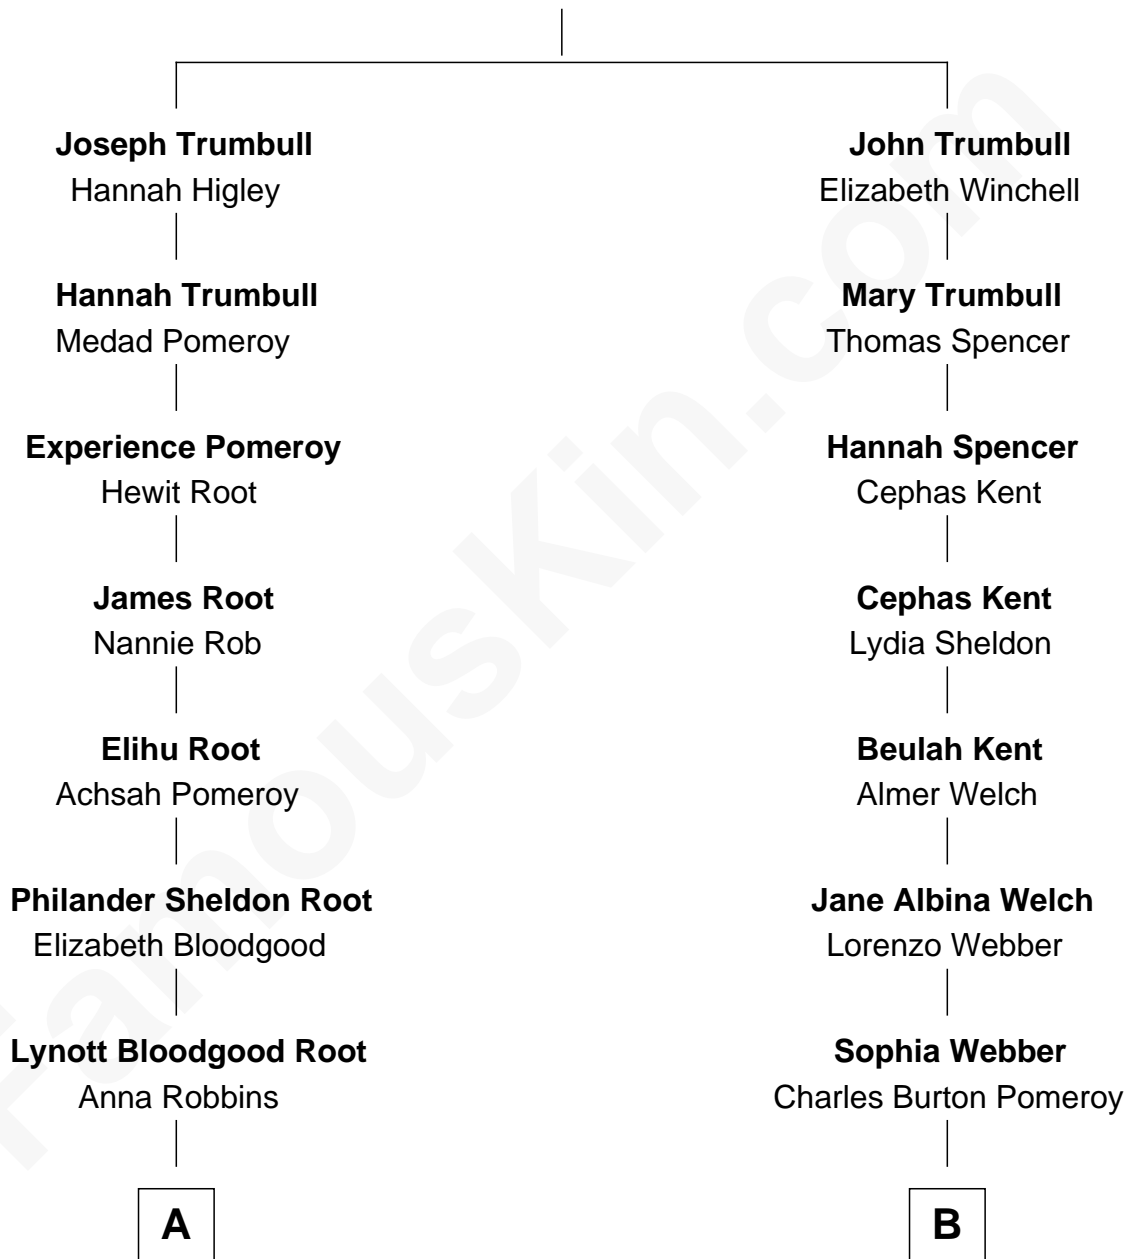 Joseph Trumbull
Hannah Higley
Hannah Trumbull
Medad Pomeroy
Experience Pomeroy
Hewit Root
James Root
Nannie Rob
Elihu Root
Achsah Pomeroy
Philander Sheldon Root
Elizabeth Bloodgood
Lynott Bloodgood Root
Anna Robbins
A
John Trumbull
Elizabeth Winchell
Mary Trumbull
Thomas Spencer
Hannah Spencer
Cephas Kent
Cephas Kent
Lydia Sheldon
Beulah Kent
Almer Welch
Jane Albina Welch
Lorenzo Webber
Sophia Webber
Charles Burton Pomeroy
B
FamousKin.com